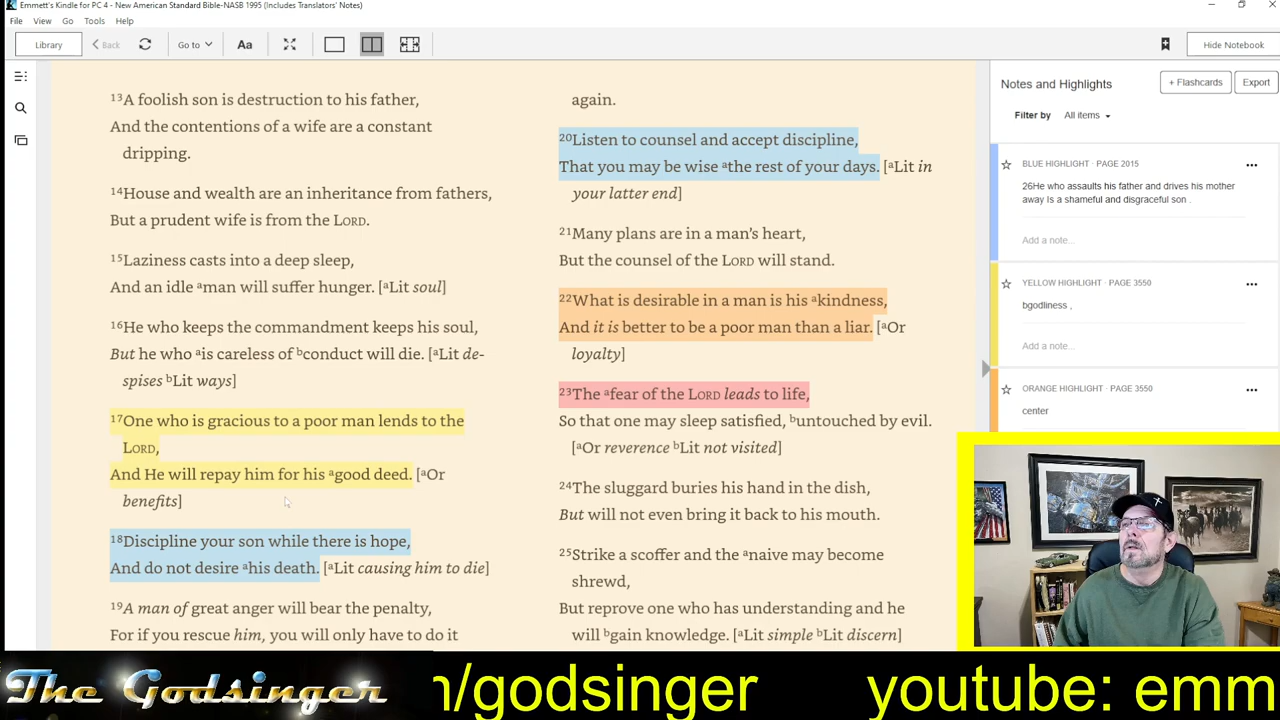 Emmett's Kindle for PC 4 - New American Standard Bible-NASB 1995 (Includes Translators' Notes)
File View Go Tools Help
Library Back Go to Aa Hide Notebook
13A foolish son is destruction to his father,
And the contentions of a wife are a constant
dripping.
14House and wealth are an inheritance from fathers,
But a prudent wife is from the LORD.
15Laziness casts into a deep sleep,
And an idle aman will suffer hunger. [aLit soul]
16He who keeps the commandment keeps his soul,
But he who ais careless of bconduct will die. [aLit de-
spises bLit ways]
17One who is gracious to a poor man lends to the
LORD,
And He will repay him for his agood deed. [aOr
benefits]
18Discipline your son while there is hope,
And do not desire ahis death. [aLit causing him to die]
19A man of great anger will bear the penalty,
For if you rescue him, you will only have to do it
again.
20Listen to counsel and accept discipline,
That you may be wise athe rest of your days. [aLit in
your latter end]
21Many plans are in a man's heart,
But the counsel of the LORD will stand.
22What is desirable in a man is his akindness,
And it is better to be a poor man than a liar. [aOr
loyalty]
23The afear of the LORD leads to life,
So that one may sleep satisfied, buntouched by evil.
[aOr reverence bLit not visited]
24The sluggard buries his hand in the dish,
But will not even bring it back to his mouth.
25Strike a scoffer and the anaive may become
shrewd,
But reprove one who has understanding and he
will bgain knowledge. [aLit simple bLit discern]
Notes and Highlights + Flashcards Export
Filter by All items
BLUE HIGHLIGHT · PAGE 2015
26He who assaults his father and drives his mother
away Is a shameful and disgraceful son .
Add a note...
YELLOW HIGHLIGHT · PAGE 3550
bgodliness ,
Add a note...
ORANGE HIGHLIGHT · PAGE 3550
center
The Godsinger
n/godsinger youtube: emm